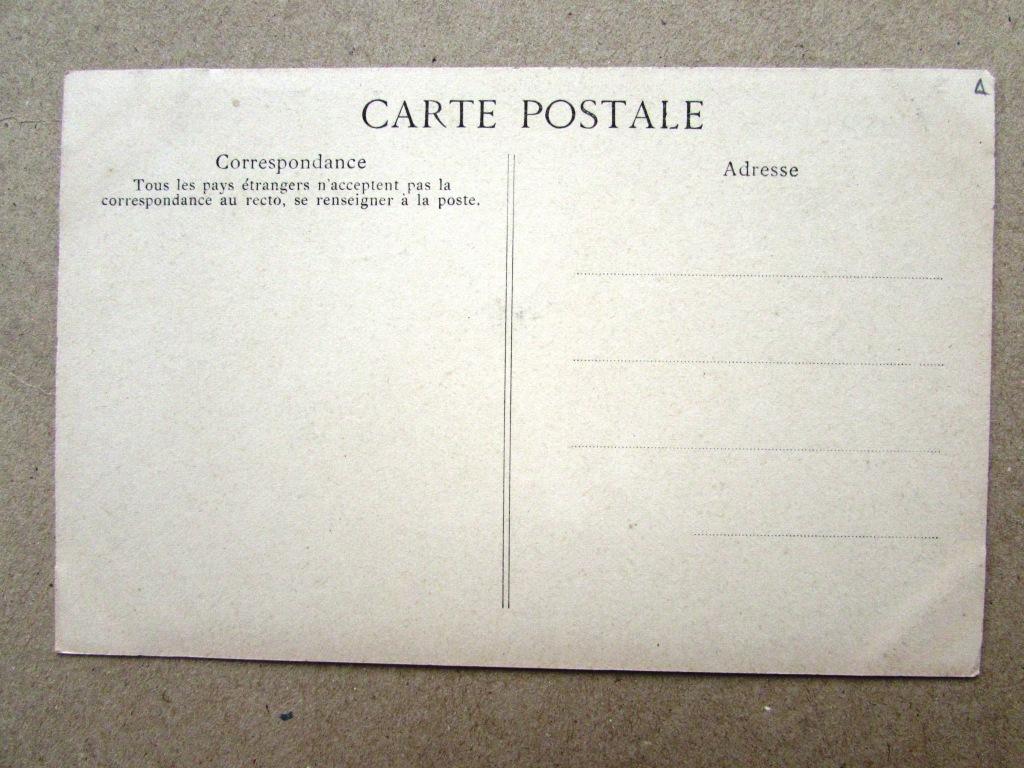 CARTE POSTALE
Correspondance
Tous les pays étrangers n'acceptent pas la
correspondance au recto, se renseigner à la poste.
Adresse